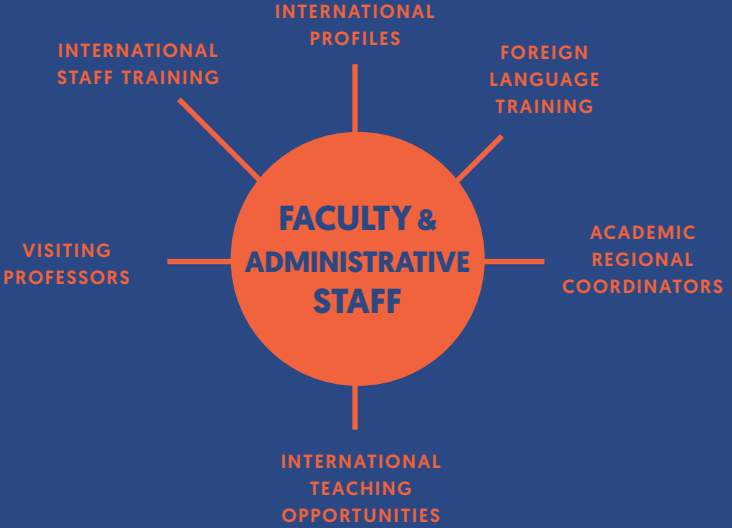 INTERNATIONAL
PROFILES
INTERNATIONAL
STAFF TRAINING
FOREIGN
LANGUAGE
TRAINING
FACULTY &
ADMINISTRATIVE
STAFF
VISITING
PROFESSORS
ACADEMIC
REGIONAL
COORDINATORS
INTERNATIONAL
TEACHING
OPPORTUNITIES